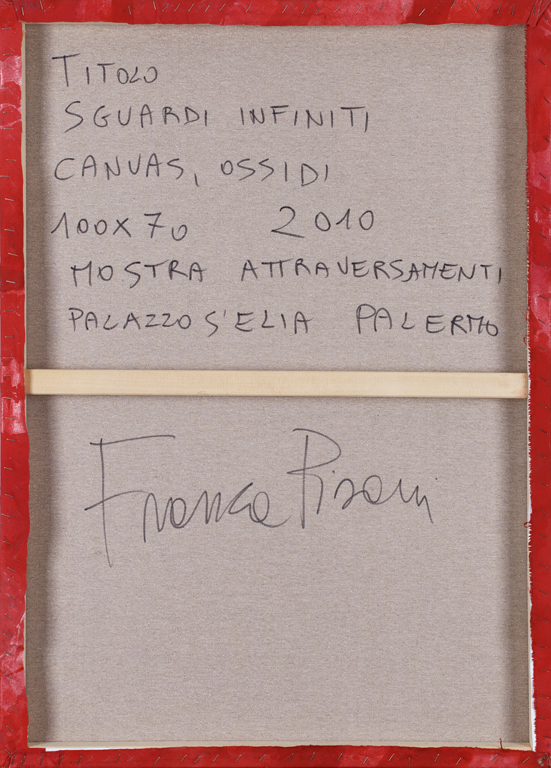 TITOLO
SGUARDI INFINITI
CANVAS, OSSIDI
100X70 2010
MOSTRA ATTRAVERSAMENTI
PALAZZO S'ELIA PALERMO
Franca Pisani